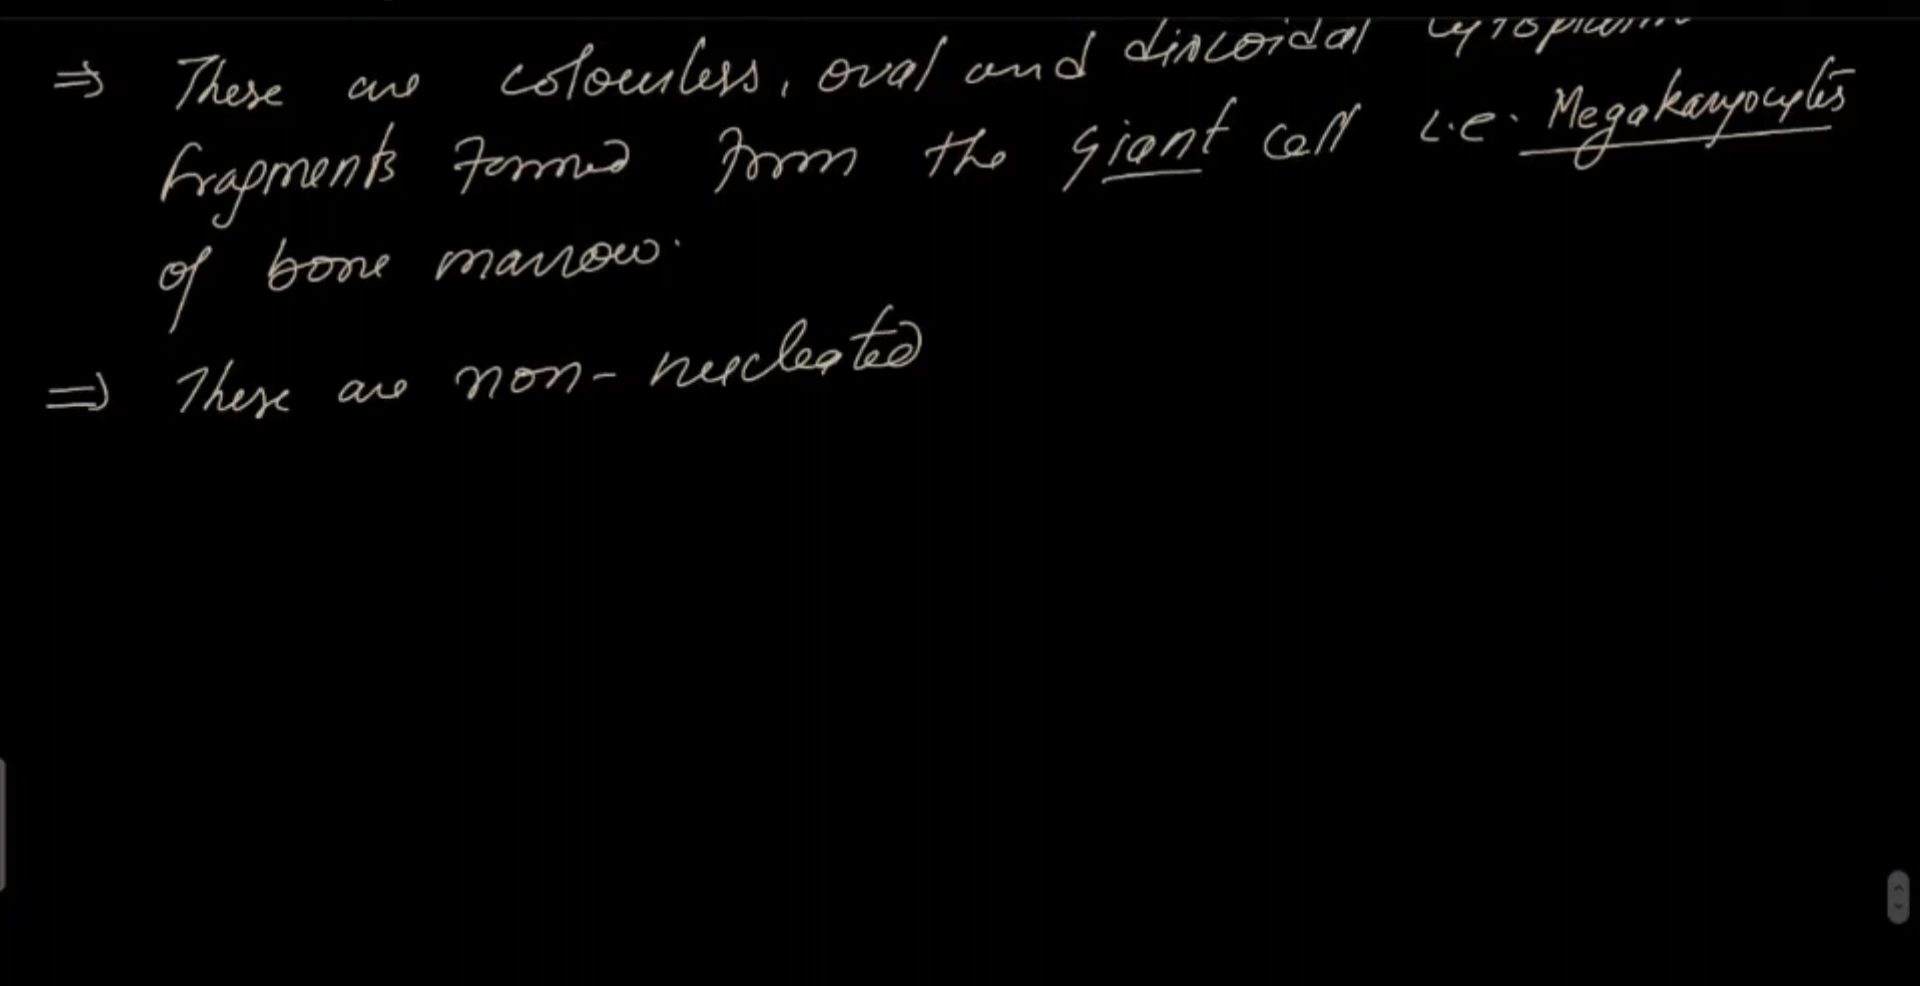 ⇒ These are colourless, oval and discoidal cytoplasm
fragments formed from the giant cell i.e. Megakaryocytes
of bone marrow.
⇒ These are non-nucleated